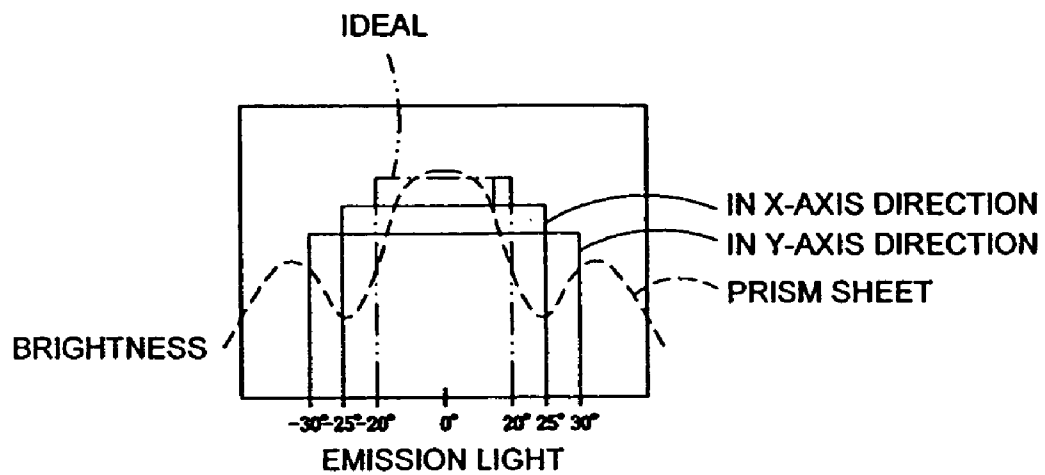 IDEAL
IN X-AXIS DIRECTION
IN Y-AXIS DIRECTION
PRISM SHEET
BRIGHTNESS
-30° -25° -20° 0° 20° 25° 30°
EMISSION LIGHT